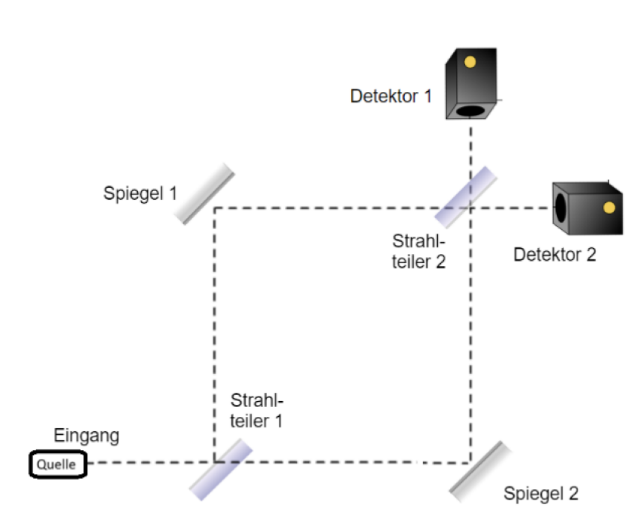 Detektor 1
Spiegel 1
Strahl-
teiler 2
Detektor 2
Strahl-
teiler 1
Eingang
Quelle
Spiegel 2